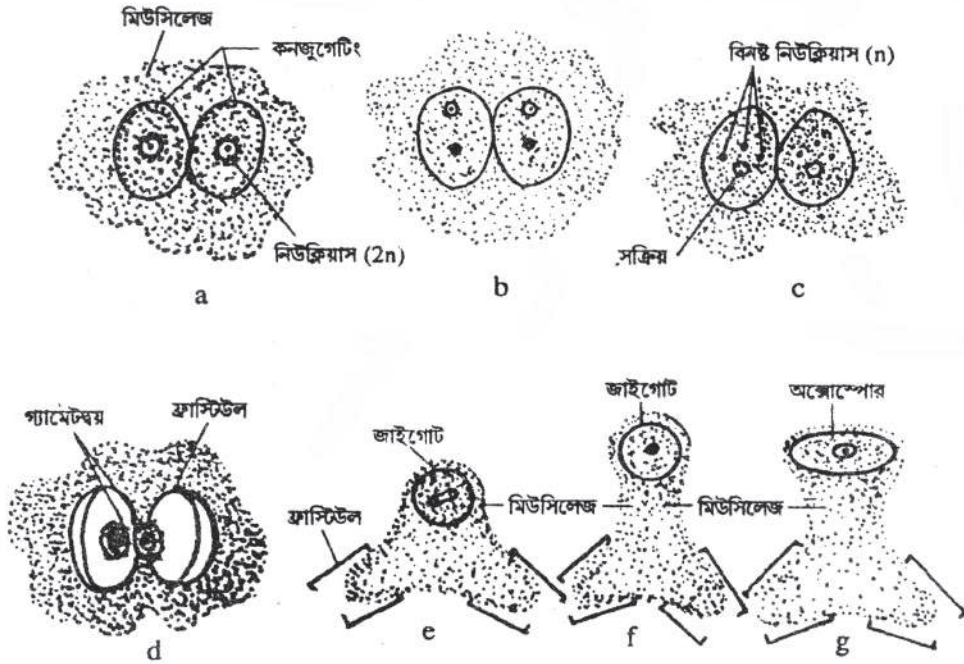 মিউসিলেজ
কনজুগেটিং
বিনষ্ট নিউক্লিয়াস (n)
নিউক্লিয়াস (2n)
সক্রিয়
a
b
c
গ্যামেটদ্বয়
ফ্রাস্টিউল
জাইগোট
জাইগোট
অক্সোস্পোর
ফ্রাস্টিউল
মিউসিলেজ
মিউসিলেজ
d
e
f
g